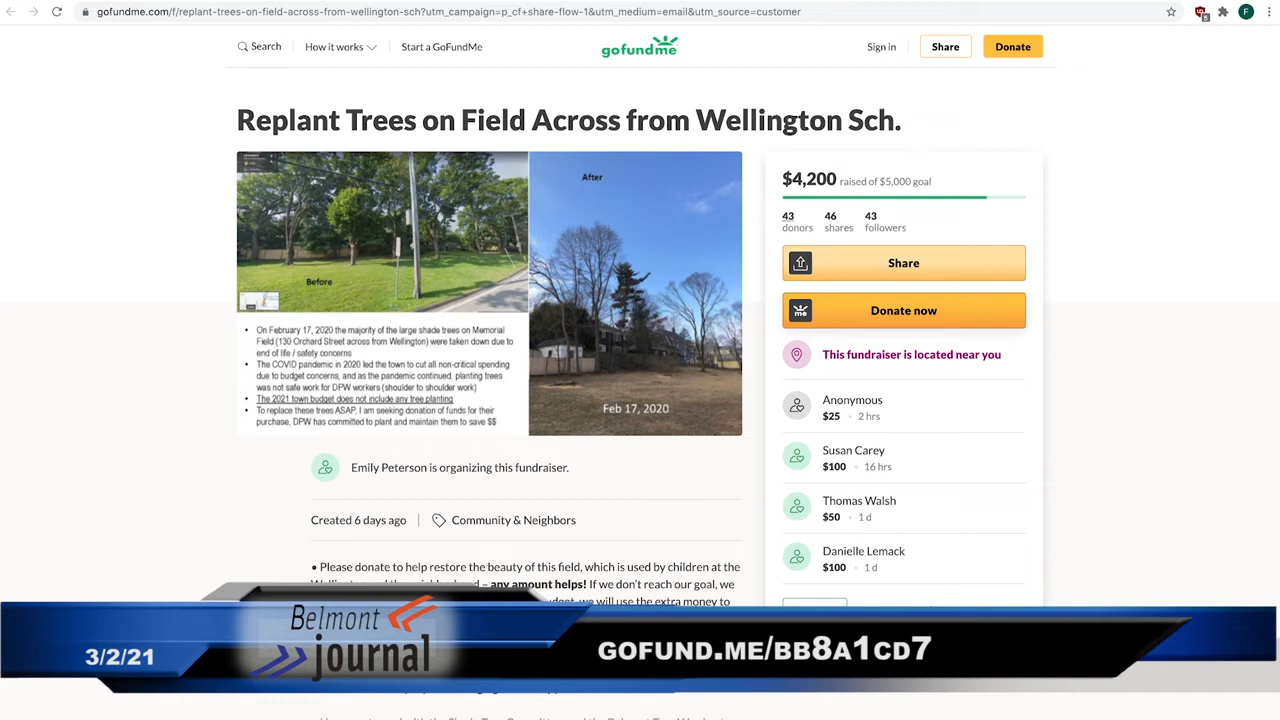 gofundme.com/f/replant-trees-on-field-across-from-wellington-sch?utm_campaign=p_cf+share-flow-1&utm_medium=email&utm_source=customer
Search
How it works
Start a GoFundMe
gofundme
Sign in
Share
Donate
Replant Trees on Field Across from Wellington Sch.
Before
After
Feb 17, 2020
• On February 17, 2020 the majority of the large shade trees on Memorial
Field (130 Orchard Street across from Wellington) were taken down due to
end of life / safety concerns
• The COVID pandemic in 2020 led the town to cut all non-critical spending
due to budget concerns, and as the pandemic continued, planting trees
was not safe work for DPW workers (shoulder to shoulder work)
• The 2021 town budget does not include any tree planting
• To replace these trees ASAP, I am seeking donation of funds for their
purchase, DPW has committed to plant and maintain them to save $$
$4,200 raised of $5,000 goal
43 donors
46 shares
43 followers
Share
Donate now
This fundraiser is located near you
Anonymous
$25 • 2 hrs
Susan Carey
$100 • 16 hrs
Thomas Walsh
$50 • 1 d
Danielle Lemack
$100 • 1 d
Emily Peterson is organizing this fundraiser.
Created 6 days ago
Community & Neighbors
• Please donate to help restore the beauty of this field, which is used by children at the
– any amount helps! If we don't reach our goal, we
we will use the extra money to
3/2/21
Belmont
journal
GOFUND.ME/BB8A1CD7